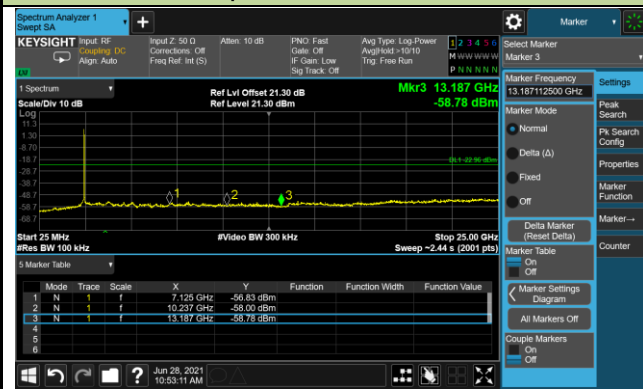 Spectrum Analyzer 1
Swept SA
Marker
KEYSIGHT
Input: RF
Coupling: DC
Align: Auto
Input Z: 50 Ω
Corrections: Off
Freq Ref: Int (S)
Atten: 10 dB
PNO: Fast
Gate: Off
IF Gain: Low
Sig Track: Off
Avg Type: Log-Power
Avg|Hold:>10/10
Trig: Free Run
1 2 3 4 5 6
M W W W W W
P N N N N N
LVI
Select Marker
Marker 3
1 Spectrum
Scale/Div 10 dB
Ref Lvl Offset 21.30 dB
Ref Level 21.30 dBm
Mkr3 13.187 GHz
-58.78 dBm
Log
11.3
1.30
-8.70
-18.7
-28.7
-38.7
-48.7
-58.7
-68.7
DL1 -22.96 dBm
1
2
3
Start 25 MHz
#Res BW 100 kHz
#Video BW 300 kHz
Stop 25.00 GHz
Sweep ~2.44 s (2001 pts)
5 Marker Table
Mode Trace Scale X Y Function Function Width Function Value
1 N 1 f 7.125 GHz -56.83 dBm
2 N 1 f 10.237 GHz -58.00 dBm
3 N 1 f 13.187 GHz -58.78 dBm
4
5
6
Marker Frequency
13.187112500 GHz
Marker Mode
Normal
Delta (Δ)
Fixed
Off
Delta Marker
(Reset Delta)
Marker Table
On
Off
Marker Settings
Diagram
All Markers Off
Couple Markers
On
Off
Settings
Peak
Search
Pk Search
Config
Properties
Marker
Function
Marker→
Counter
?
Jun 28, 2021
10:53:11 AM